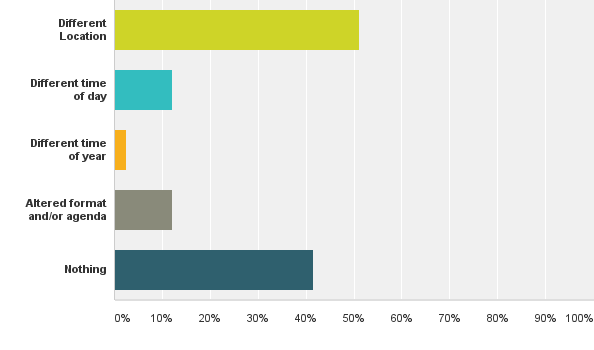 Different
Location
Different time
of day
Different time
of year
Altered format
and/or agenda
Nothing
0% 10% 20% 30% 40% 50% 60% 70% 80% 90% 100%